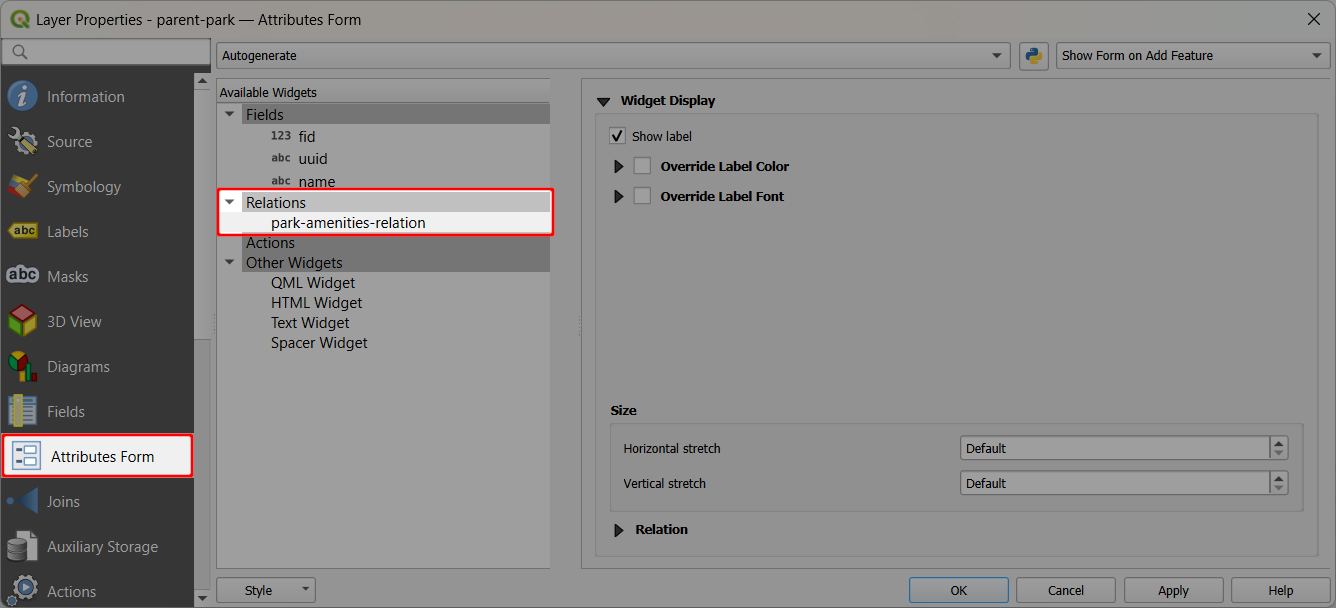 Layer Properties - parent-park — Attributes Form
Autogenerate
Show Form on Add Feature
Information
Source
Symbology
abc Labels
abc Masks
3D View
Diagrams
Fields
Attributes Form
Joins
Auxiliary Storage
Actions
Available Widgets
Fields
123 fid
abc uuid
abc name
Relations
park-amenities-relation
Actions
Other Widgets
QML Widget
HTML Widget
Text Widget
Spacer Widget
Widget Display
Show label
Override Label Color
Override Label Font
Size
Horizontal stretch Default
Vertical stretch Default
Relation
Style
OK
Cancel
Apply
Help